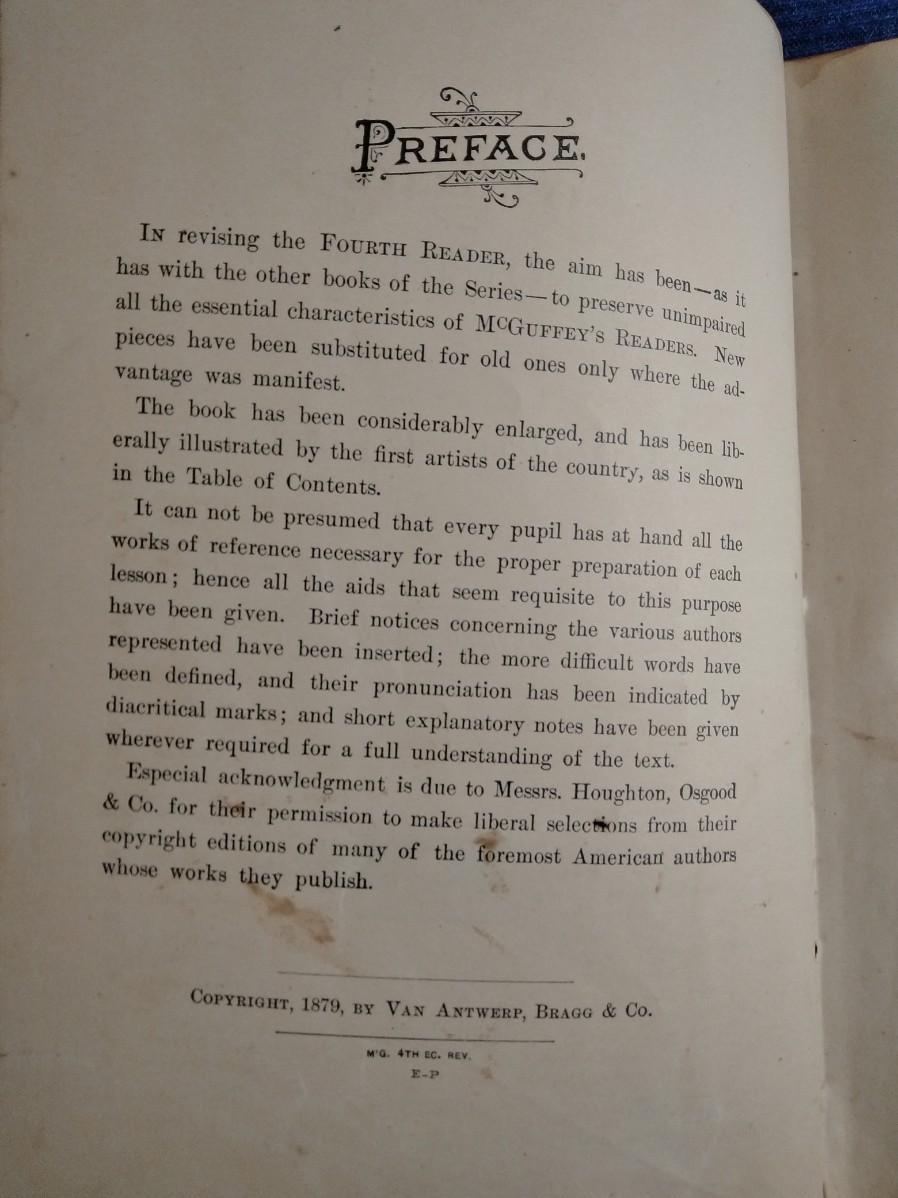 PREFACE.
IN revising the FOURTH READER, the aim has been—as it
has with the other books of the Series—to preserve unimpaired
all the essential characteristics of MCGUFFEY'S READERS. New
pieces have been substituted for old ones only where the ad-
vantage was manifest.
The book has been considerably enlarged, and has been lib-
erally illustrated by the first artists of the country, as is shown
in the Table of Contents.
It can not be presumed that every pupil has at hand all the
works of reference necessary for the proper preparation of each
lesson; hence all the aids that seem requisite to this purpose
have been given. Brief notices concerning the various authors
represented have been inserted; the more difficult words have
been defined, and their pronunciation has been indicated by
diacritical marks; and short explanatory notes have been given
wherever required for a full understanding of the text.
Especial acknowledgment is due to Messrs. Houghton, Osgood
& Co. for their permission to make liberal selections from their
copyright editions of many of the foremost American authors
whose works they publish.
COPYRIGHT, 1879, BY VAN ANTWERP, BRAGG & CO.
M'G. 4TH EC. REV.
E-P